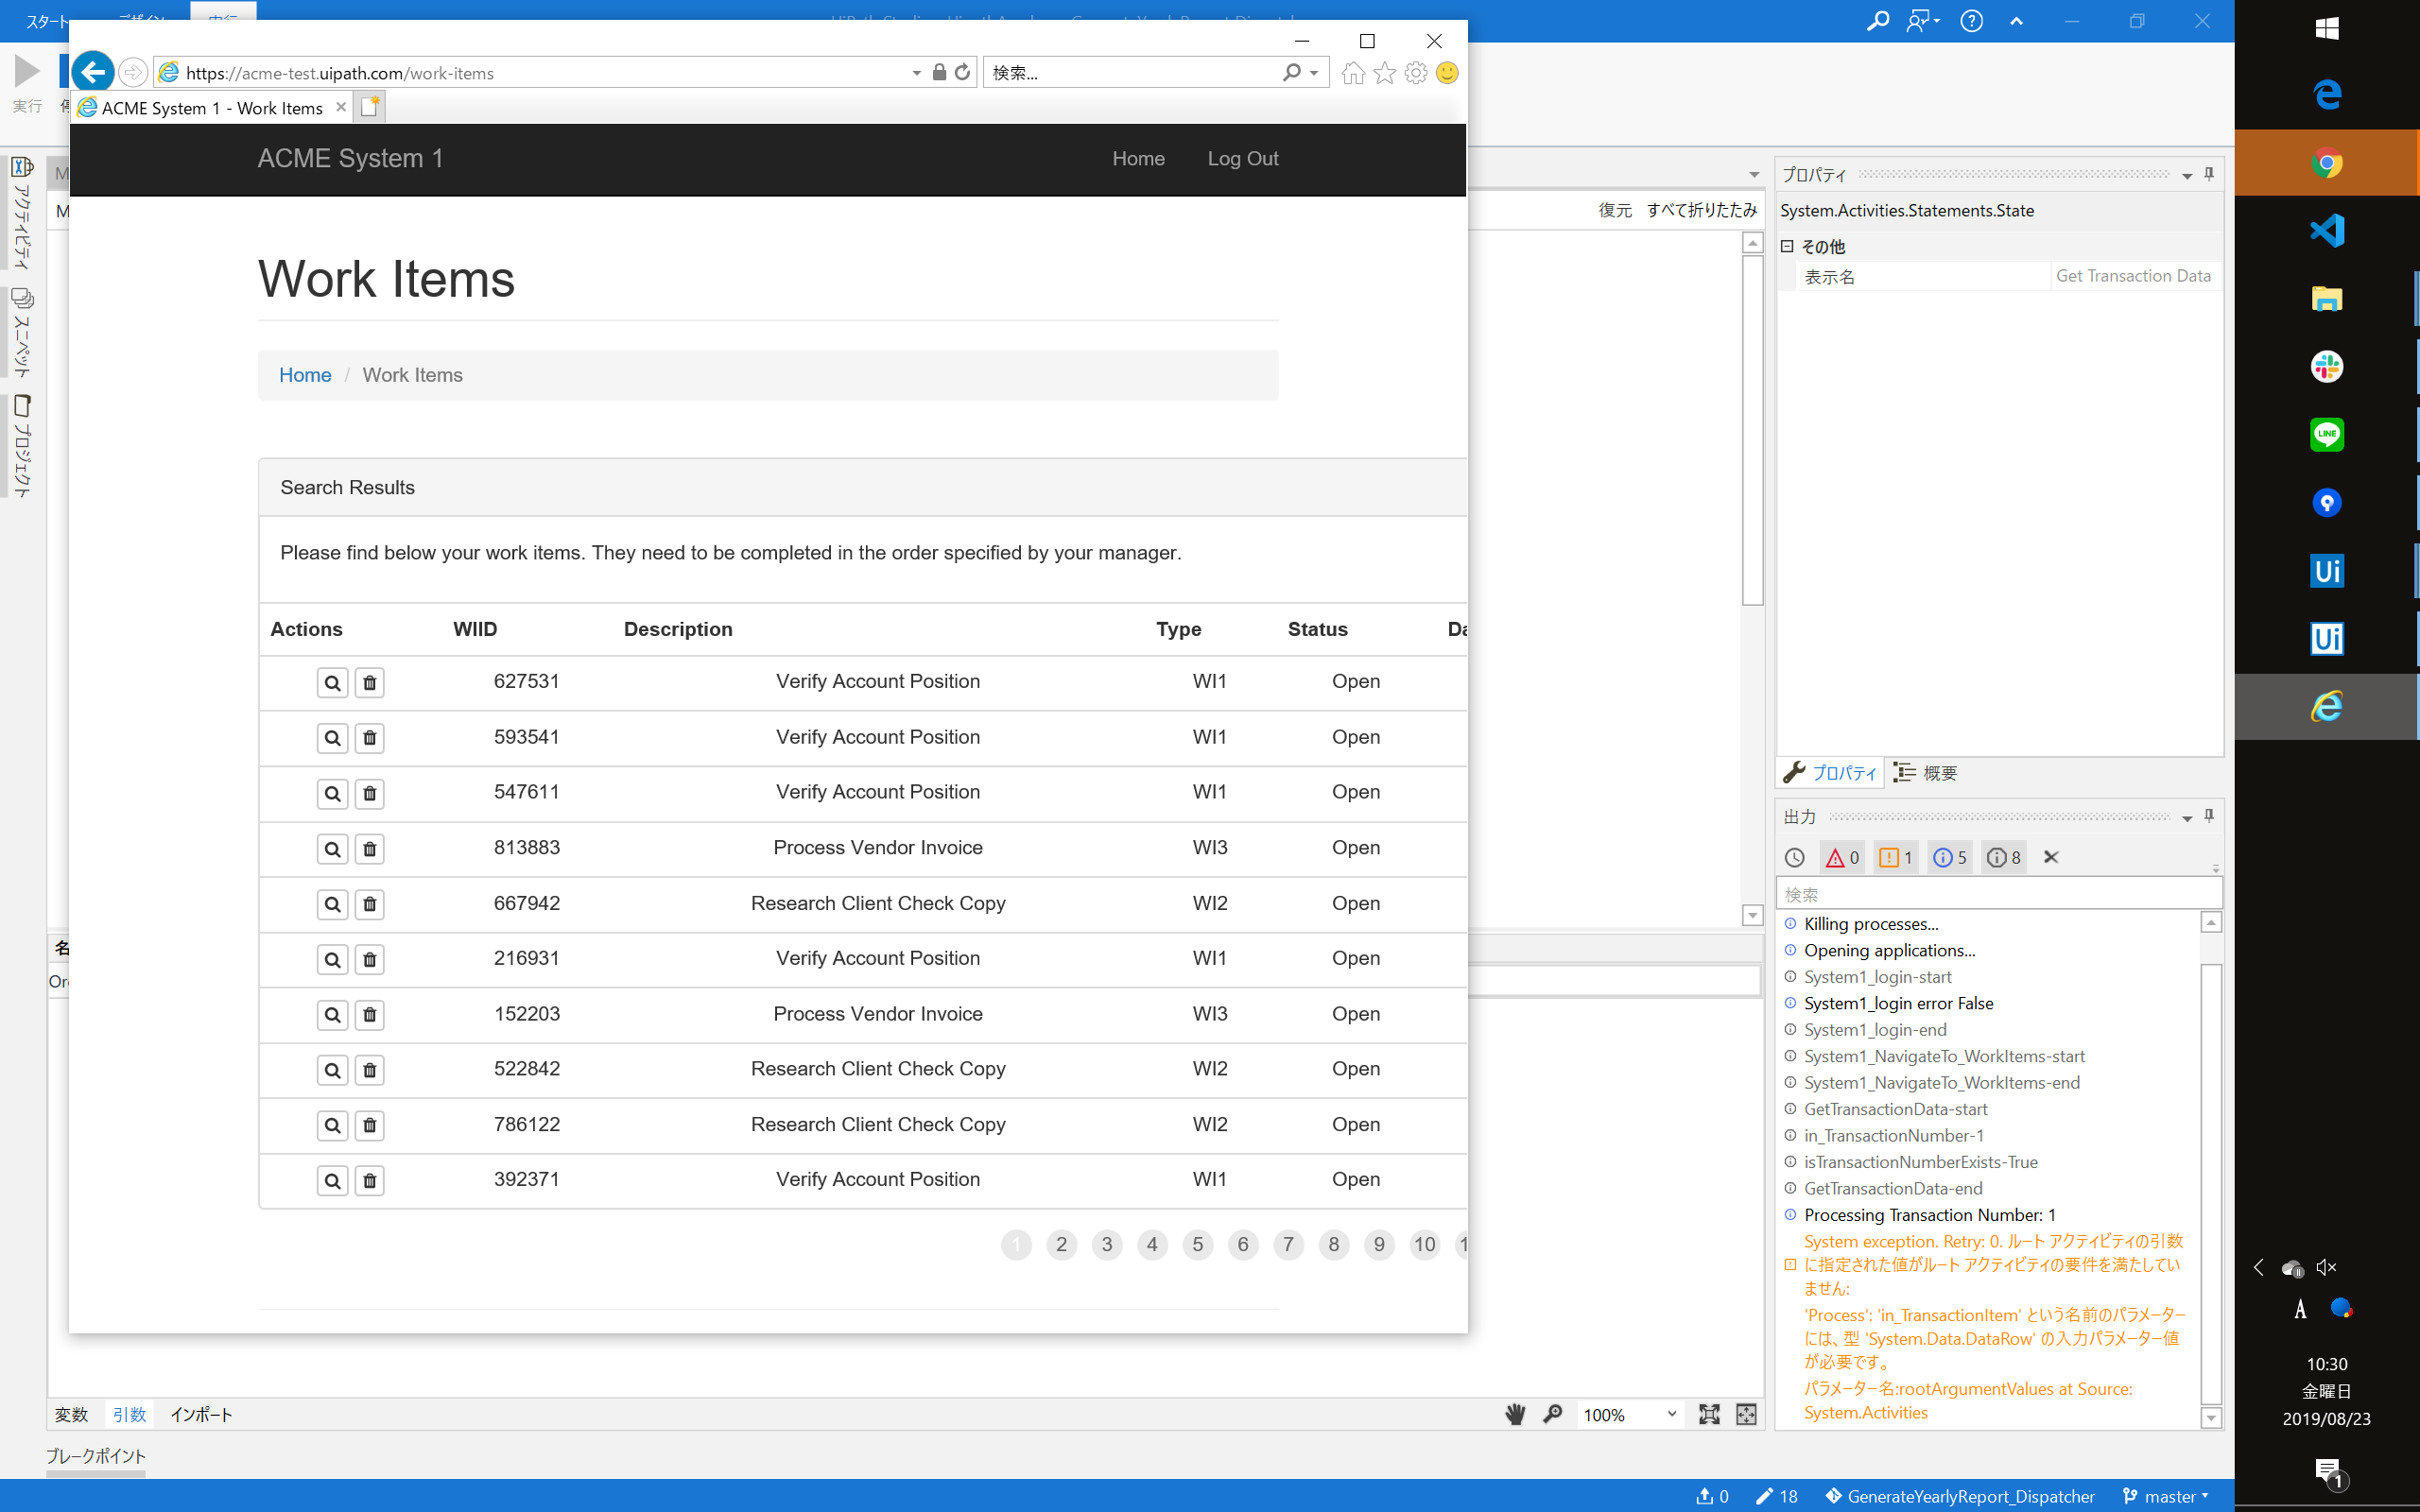 スタート
https://acme-test.uipath.com/work-items
検索...
実行
ACME System 1 - Work Items
ACME System 1
Home
Log Out
アクティビティ
スニペット
プロジェクト
復元 すべて折りたたみ
Work Items
Home / Work Items
Search Results
Please find below your work items. They need to be completed in the order specified by your manager.
Actions WIID Description Type Status
627531 Verify Account Position WI1 Open
593541 Verify Account Position WI1 Open
547611 Verify Account Position WI1 Open
813883 Process Vendor Invoice WI3 Open
667942 Research Client Check Copy WI2 Open
216931 Verify Account Position WI1 Open
152203 Process Vendor Invoice WI3 Open
522842 Research Client Check Copy WI2 Open
786122 Research Client Check Copy WI2 Open
392371 Verify Account Position WI1 Open
1 2 3 4 5 6 7 8 9 10
変数 引数 インポート
100%
ブレークポイント
プロパティ
System.Activities.Statements.State
その他
表示名 Get Transaction Data
プロパティ 概要
出力
0 1 5 8
検索
Killing processes...
Opening applications...
System1_login-start
System1_login error False
System1_login-end
System1_NavigateTo_WorkItems-start
System1_NavigateTo_WorkItems-end
GetTransactionData-start
in_TransactionNumber-1
isTransactionNumberExists-True
GetTransactionData-end
Processing Transaction Number: 1
System exception. Retry: 0. ルート アクティビティの引数
に指定された値がルート アクティビティの要件を満たしてい
ません:
'Process': 'in_TransactionItem' という名前のパラメーター
には、型 'System.Data.DataRow' の入力パラメーター値
が必要です。
パラメーター名:rootArgumentValues at Source:
System.Activities
0 18 GenerateYearlyReport_Dispatcher master
LINE
Ui
Ui
A
10:30
金曜日
2019/08/23
1